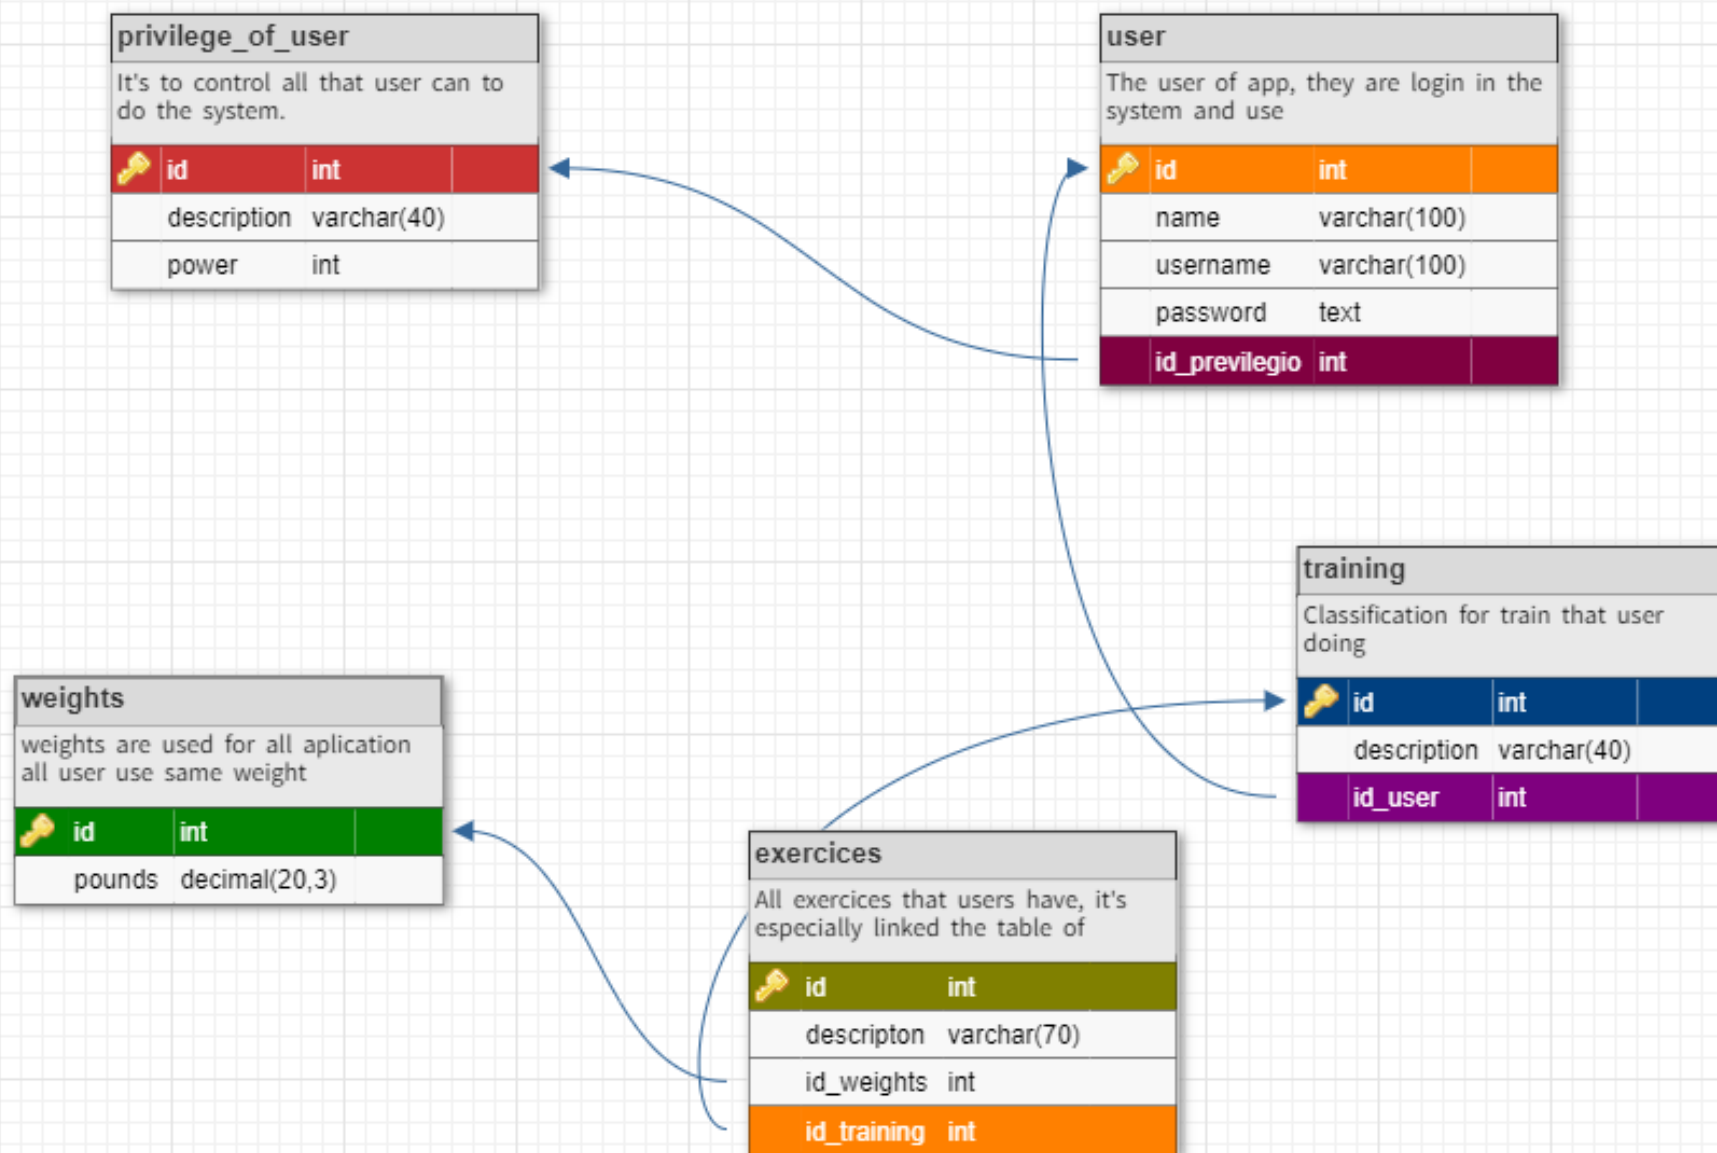 privilege_of_user
It's to control all that user can to
do the system.
id int
description varchar(40)
power int
user
The user of app, they are login in the
system and use
id int
name varchar(100)
username varchar(100)
password text
id_previlegio int
training
Classification for train that user
doing
id int
description varchar(40)
id_user int
weights
weights are used for all aplication
all user use same weight
id int
pounds decimal(20,3)
exercices
All exercices that users have, it's
especially linked the table of
id int
descripton varchar(70)
id_weights int
id_training int